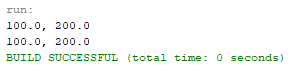 run:
100.0, 200.0
100.0, 200.0
BUILD SUCCESSFUL (total time: 0 seconds)